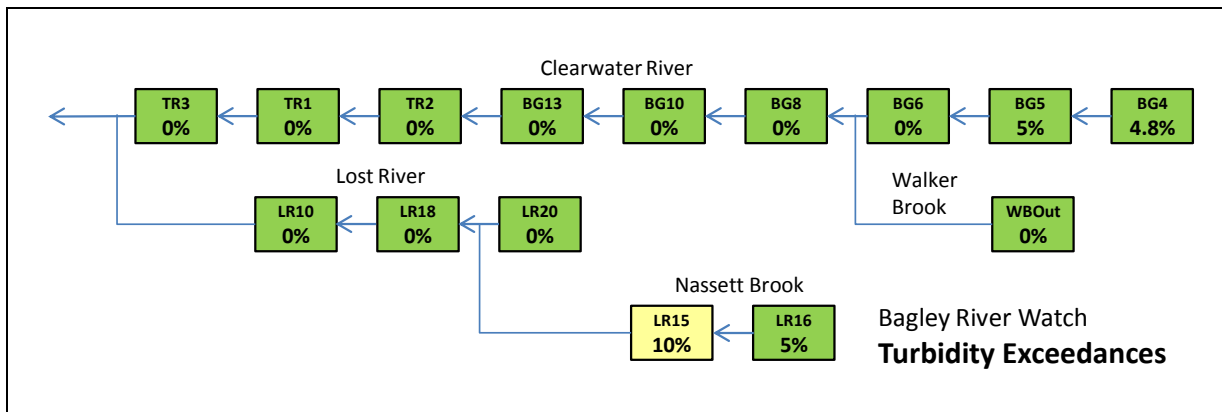 Clearwater River
TR3
0%
TR1
0%
TR2
0%
BG13
0%
BG10
0%
BG8
0%
BG6
0%
BG5
5%
BG4
4.8%
Lost River
LR10
0%
LR18
0%
LR20
0%
Walker
Brook
WBOut
0%
Nassett Brook
LR15
10%
LR16
5%
Bagley River Watch
Turbidity Exceedances